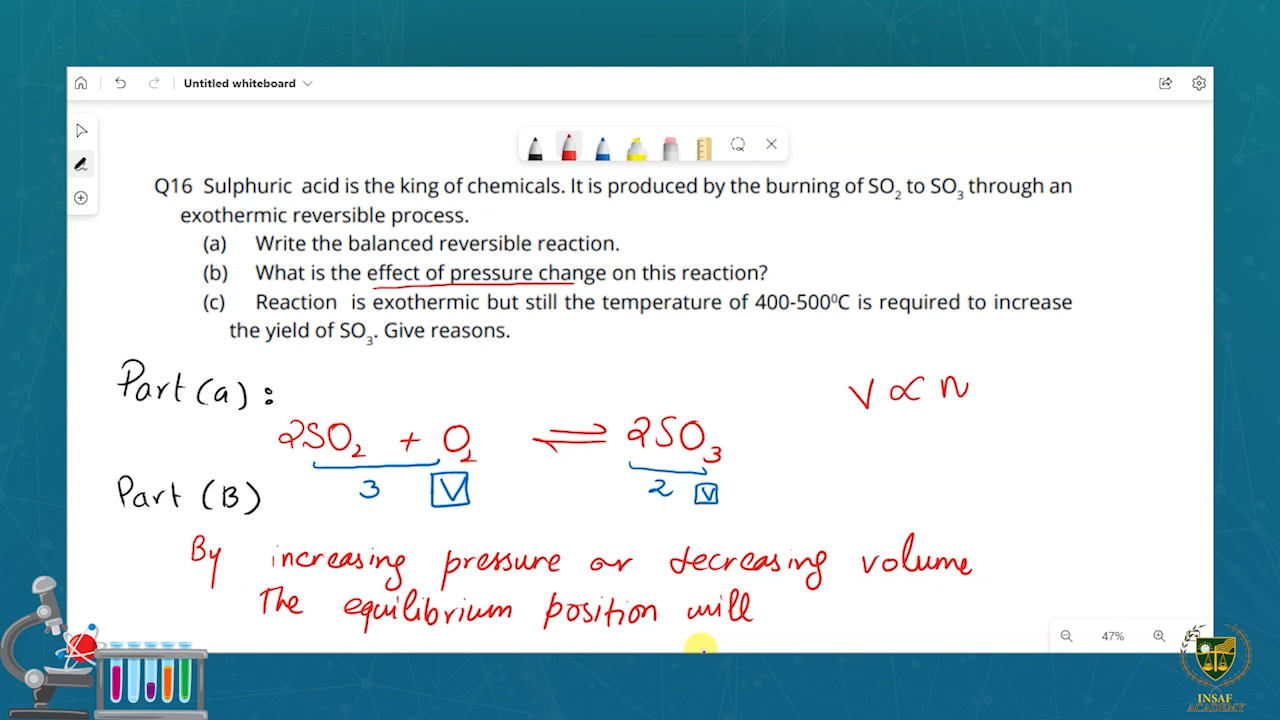 Untitled whiteboard
Q16 Sulphuric acid is the king of chemicals. It is produced by the burning of SO₂ to SO₃ through an
exothermic reversible process.
(a) Write the balanced reversible reaction.
(b) What is the effect of pressure change on this reaction?
(c) Reaction is exothermic but still the temperature of 400-500⁰C is required to increase
the yield of SO₃. Give reasons.
Part (a) :
V ∝ n
2SO₂ + O₂ ⇌ 2SO₃
3 V 2 V
Part (B)
By increasing pressure or decreasing volume
The equilibrium position will
47%
INSAF
ACADEMY